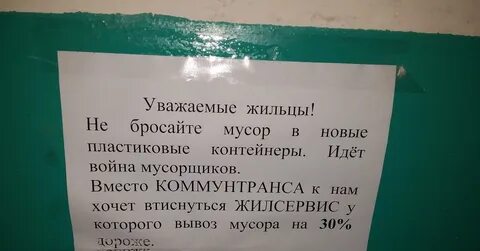 Уважаемые жильцы!
Не бросайте мусор в новые
пластиковые контейнеры. Идёт
война мусорщиков.
Вместо КОММУНТРАНСА к нам
хочет втиснуться ЖИЛСЕРВИС у
которого вывоз мусора на 30%
дороже.